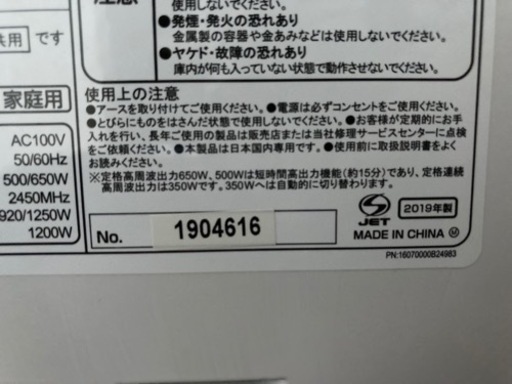 使用しないでください。
●発煙・発火の恐れあり
金属製の容器や金あみなどは使用しないでください。
●ヤケド・故障の恐れあり
庫内が何も入っていない状態で動作させないでください。
共用 です
家庭用
AC100V
50/60Hz
500/650W
2450MHz
920/1250W
1200W
使用上の注意
●アースを取り付けてご使用ください。●電源は必ずコンセントをご使用ください。
●とびらにものをはさんだ状態で使用しないでください。●お客様が定期的にお手
入れを行い、長年ご使用の製品は販売店または当社修理サービスセンターに点検
をご依頼ください。●本製品は日本国内専用です。●使用前に取扱説明書をよく
お読みください。
※定格高周波出力650W、500Wは短時間高出力機能(約15分)であり、定格連続
高周波出力は350Wです。350Wへは自動的に切り替わります。
No. 1904616
JET
2019年製
MADE IN CHINA Ⓜ
PN:16070000B24983